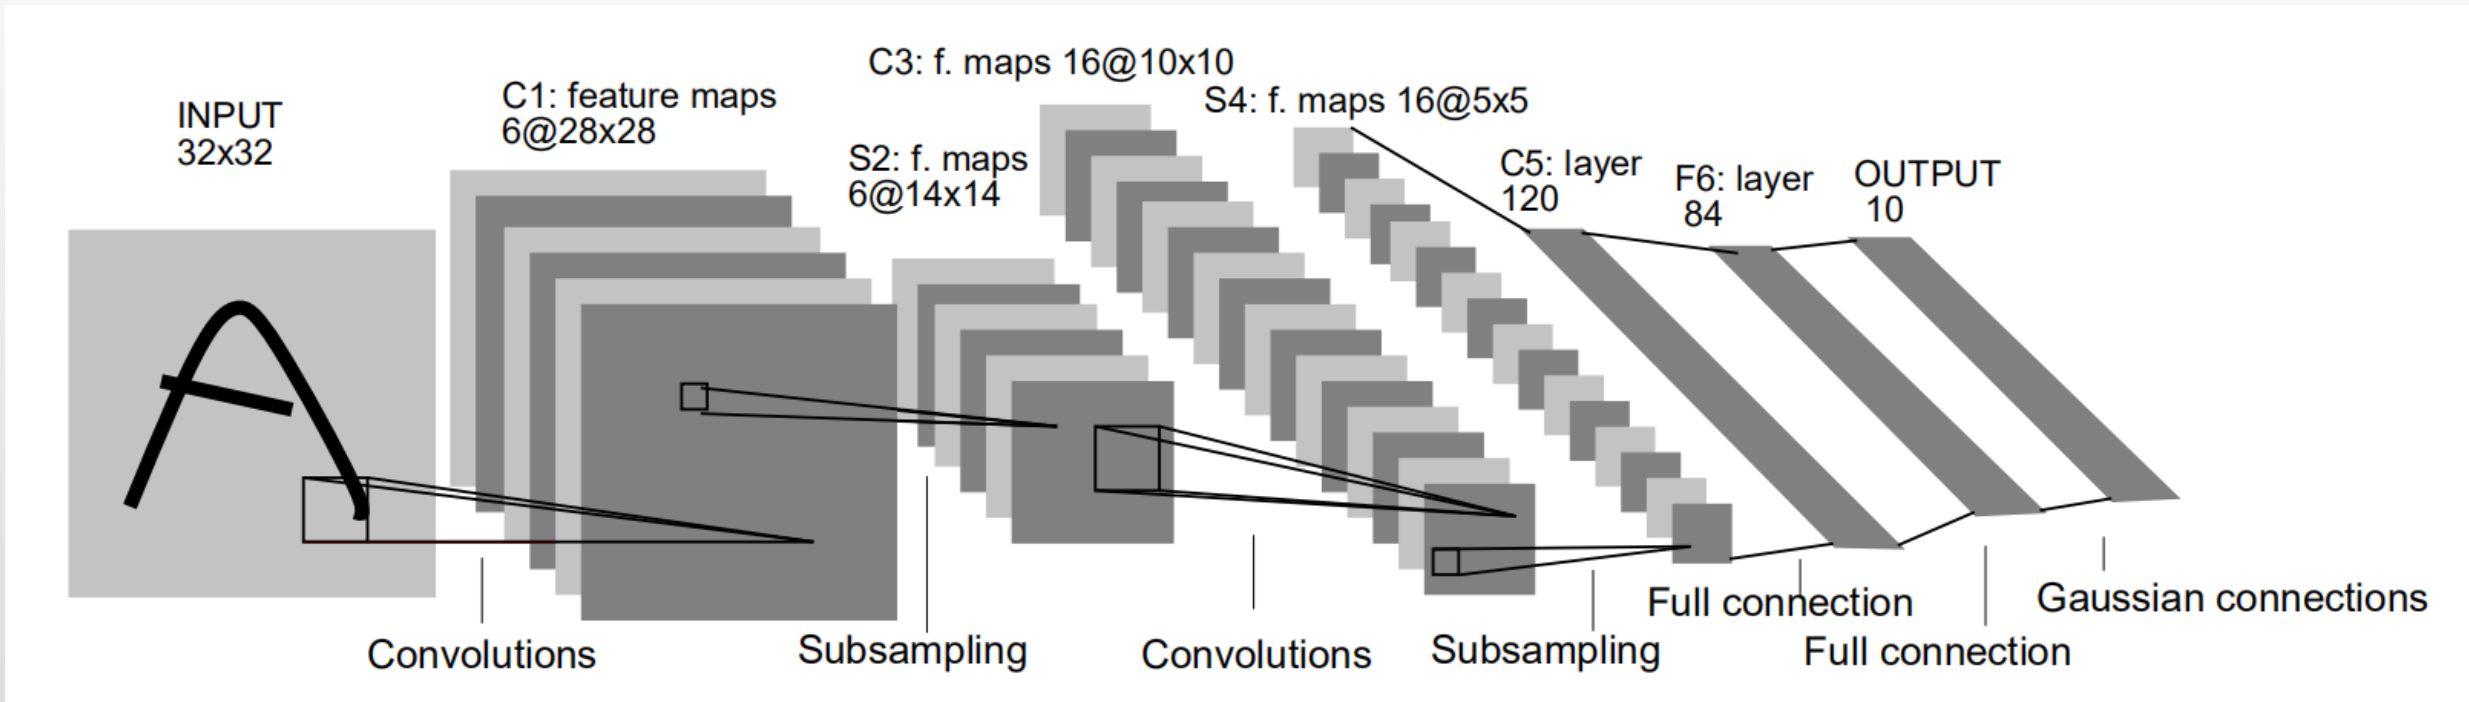 INPUT
32x32
C1: feature maps
6@28x28
S2: f. maps
6@14x14
C3: f. maps 16@10x10
S4: f. maps 16@5x5
C5: layer
120
F6: layer
84
OUTPUT
10
Convolutions
Subsampling
Convolutions
Subsampling
Full connection
Full connection
Gaussian connections